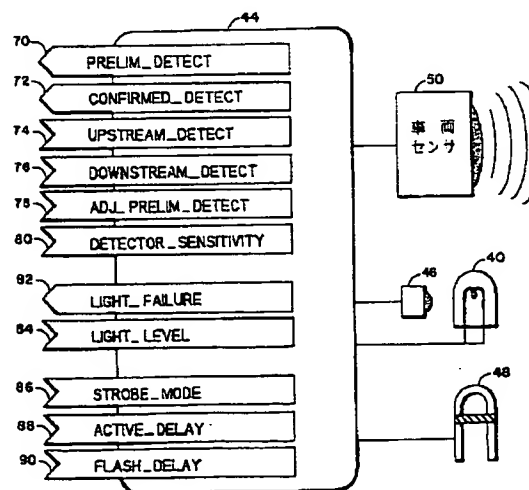 44
70 PRELIM_DETECT
72 CONFIRMED_DETECT
74 UPSTREAM_DETECT
76 DOWNSTREAM_DETECT
78 ADJ_PRELIM_DETECT
80 DETECTOR_SENSITIVITY
82 LIGHT_FAILURE
84 LIGHT_LEVEL
86 STROBE_MODE
88 ACTIVE_DELAY
90 FLASH_DELAY
50
車両
センサ
46
40
48